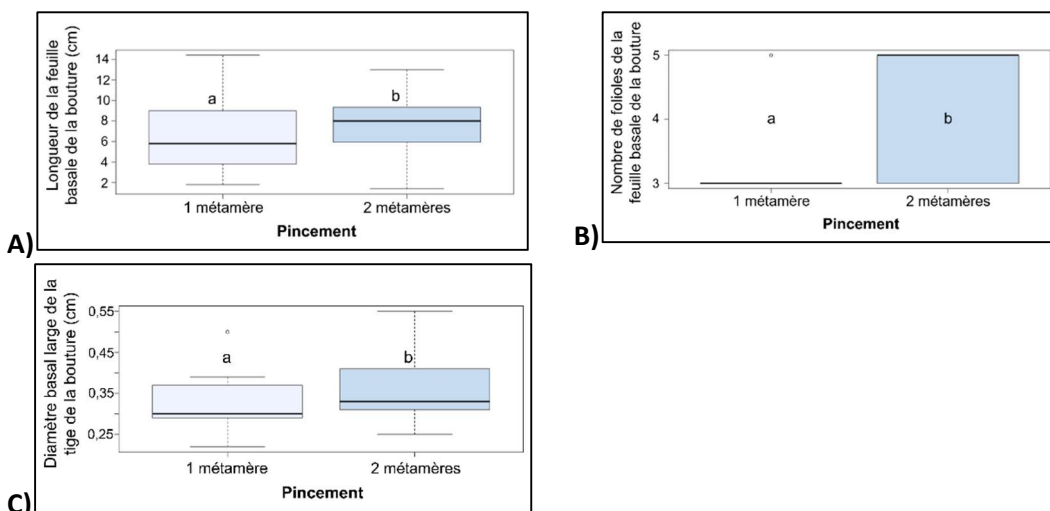 Longueur de la feuille
basale de la bouture (cm)
14
12
10
8
6
4
2
a
b
1 métamère
2 métamères
Pincement
A)
Nombre de folioles de la
feuille basale de la bouture
5
4
3
a
b
1 métamère
2 métamères
Pincement
B)
Diamètre basal large de la
tige de la bouture (cm)
0,55
0,45
0,35
0,25
a
b
1 métamère
2 métamères
Pincement
C)